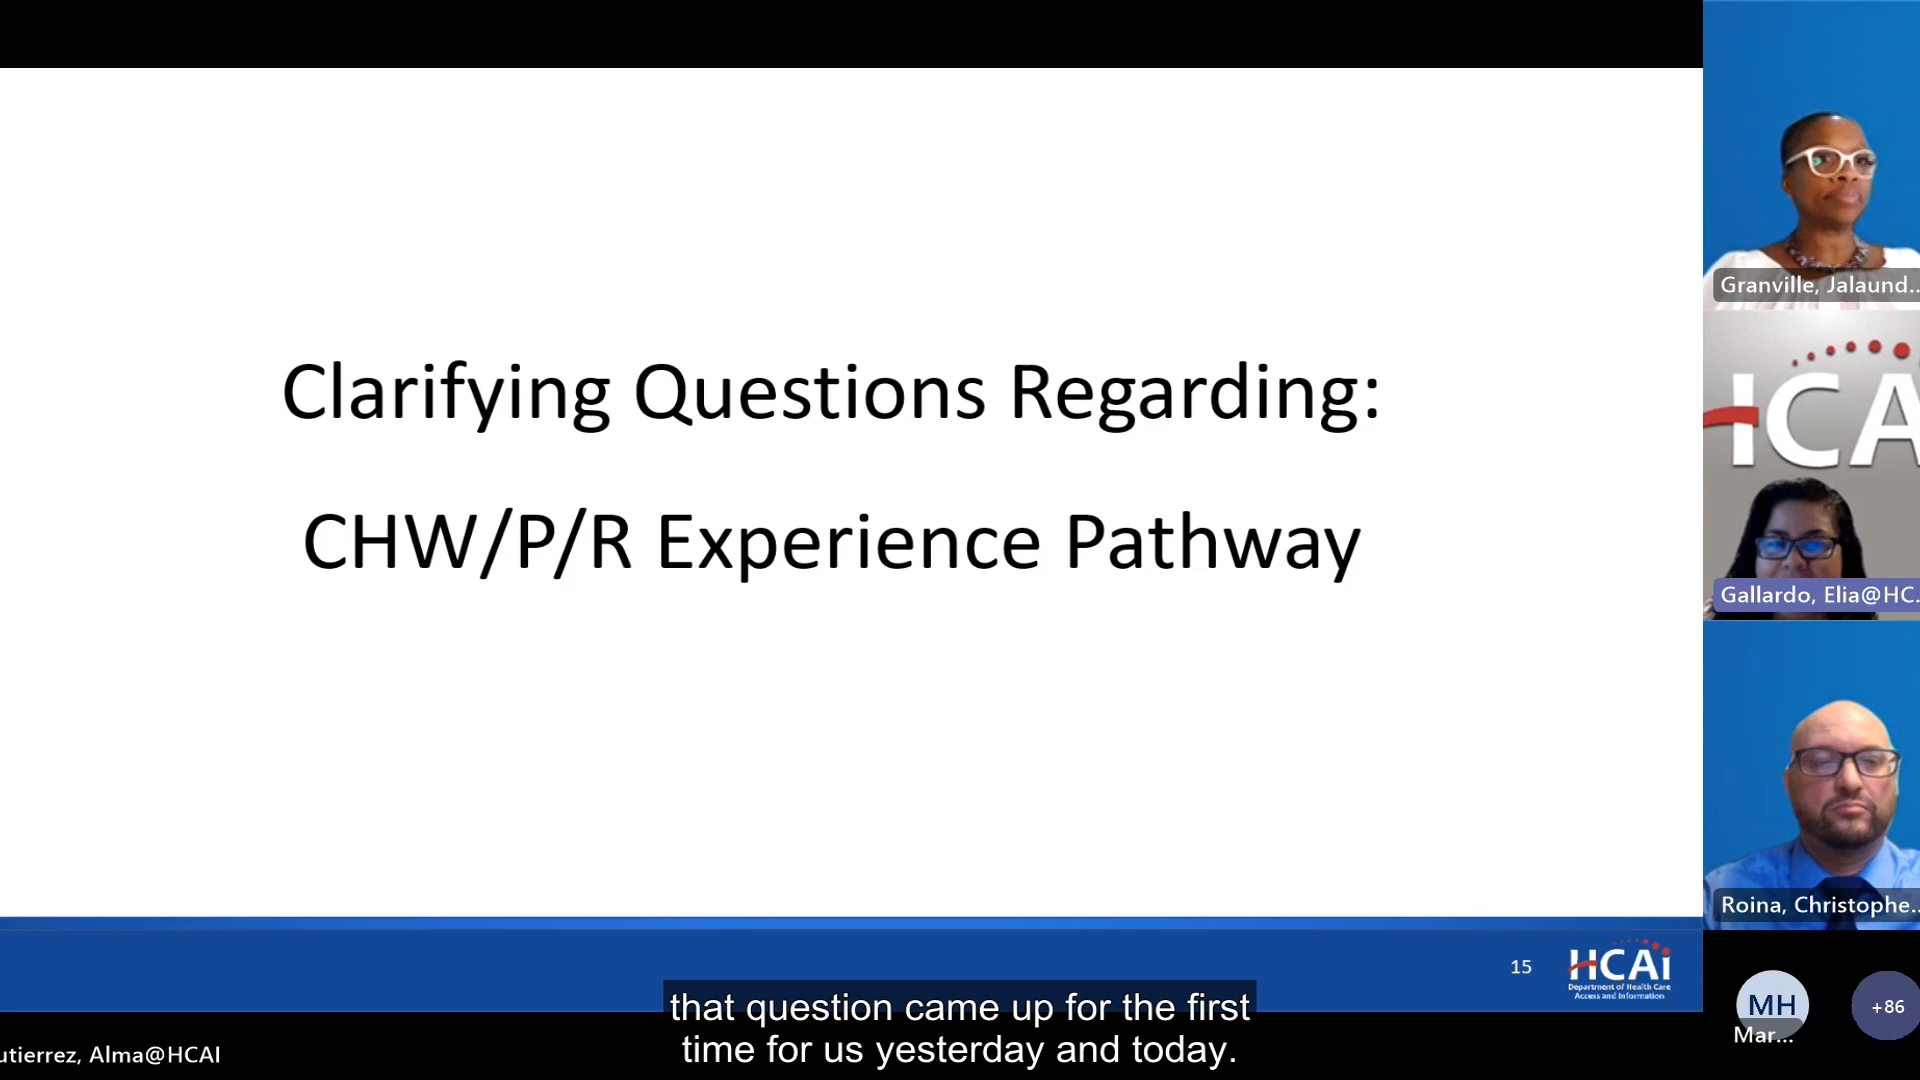 Clarifying Questions Regarding:
CHW/P/R Experience Pathway
Granville, Jalaund...
HCA
Gallardo, Elia@HC.
Roina, Christophe...
15
HCAi
Department of Health Care
Access and Information
MH
Mar...
+86
that question came up for the first
time for us yesterday and today.
utierrez, Alma@HCAI